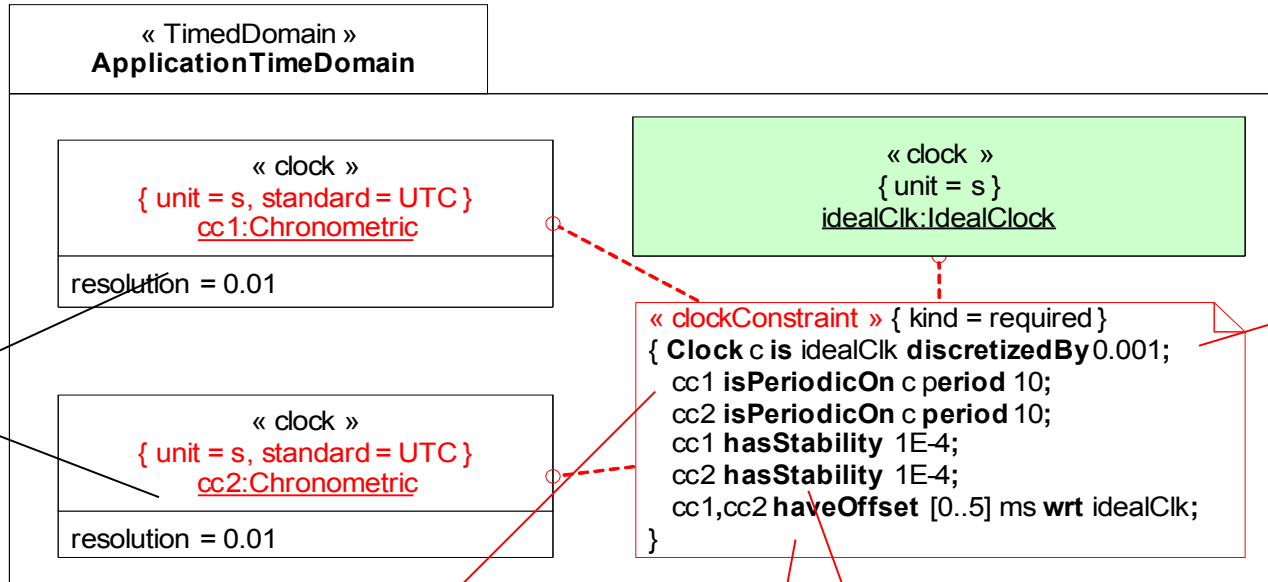 « TimedDomain »
ApplicationTimeDomain
« clock »
{ unit = s, standard = UTC }
cc1:Chronometric
resolution = 0.01
« clock »
{ unit = s }
idealClk:IdealClock
« clockConstraint » { kind = required }
{ Clock c is idealClk discretizedBy 0.001;
cc1 isPeriodicOn c period 10;
cc2 isPeriodicOn c period 10;
cc1 hasStability 1E-4;
cc2 hasStability 1E-4;
cc1,cc2 haveOffset [0..5] ms wrt idealClk;
}
« clock »
{ unit = s, standard = UTC }
cc2:Chronometric
resolution = 0.01